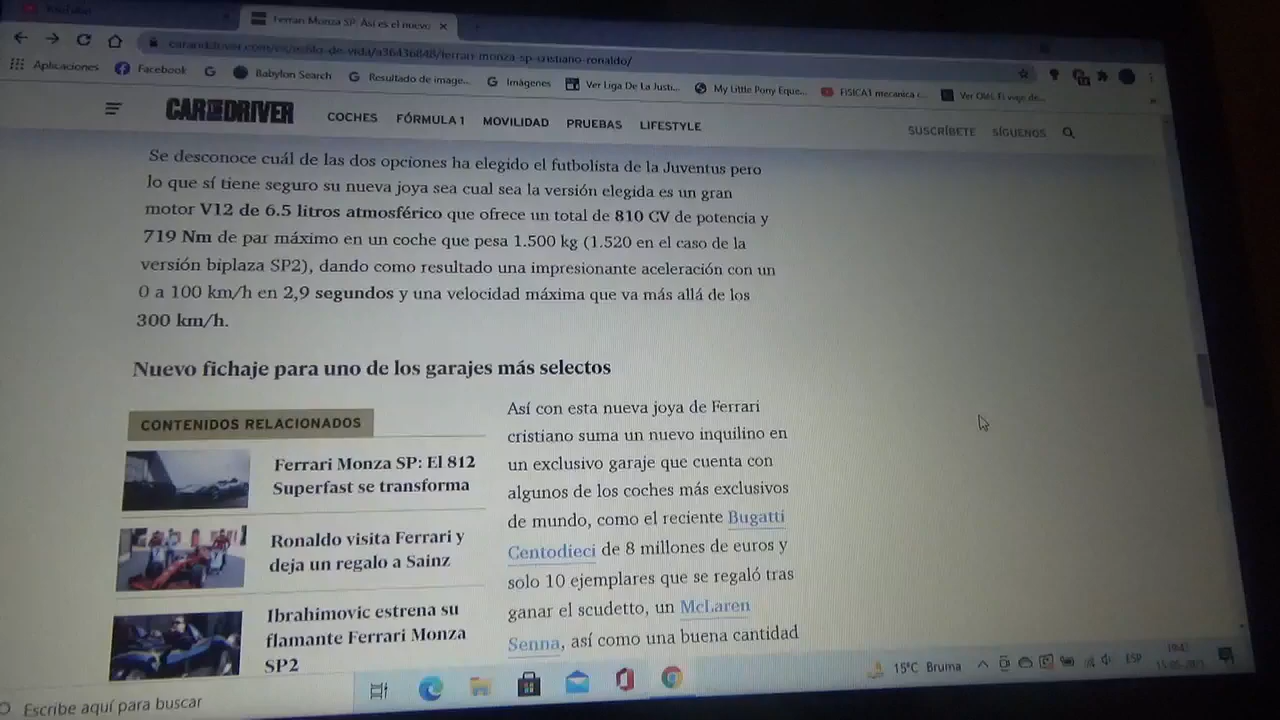 Ferrari Monza SP: Así es el nuevo
carandriver.com/es/estilo-de-vida/a36436848/ferrari-monza-sp-cristiano-ronaldo/
Aplicaciones Facebook Babylon Search Resultado de image... Imágenes Ver Liga De La Justi... My Little Pony Eque... FISICA1 mecanica c...
CAR AND DRIVER COCHES FÓRMULA 1 MOVILIDAD PRUEBAS LIFESTYLE SUSCRÍBETE SÍGUENOS
Se desconoce cuál de las dos opciones ha elegido el futbolista de la Juventus pero
lo que sí tiene seguro su nueva joya sea cual sea la versión elegida es un gran
motor V12 de 6.5 litros atmosférico que ofrece un total de 810 CV de potencia y
719 Nm de par máximo en un coche que pesa 1.500 kg (1.520 en el caso de la
versión biplaza SP2), dando como resultado una impresionante aceleración con un
0 a 100 km/h en 2,9 segundos y una velocidad máxima que va más allá de los
300 km/h.
Nuevo fichaje para uno de los garajes más selectos
CONTENIDOS RELACIONADOS
Ferrari Monza SP: El 812
Superfast se transforma
Ronaldo visita Ferrari y
deja un regalo a Sainz
Ibrahimovic estrena su
flamante Ferrari Monza
SP2
Así con esta nueva joya de Ferrari
cristiano suma un nuevo inquilino en
un exclusivo garaje que cuenta con
algunos de los coches más exclusivos
de mundo, como el reciente Bugatti
Centodieci de 8 millones de euros y
solo 10 ejemplares que se regaló tras
ganar el scudetto, un McLaren
Senna, así como una buena cantidad
Escribe aquí para buscar
15°C Bruma ESP